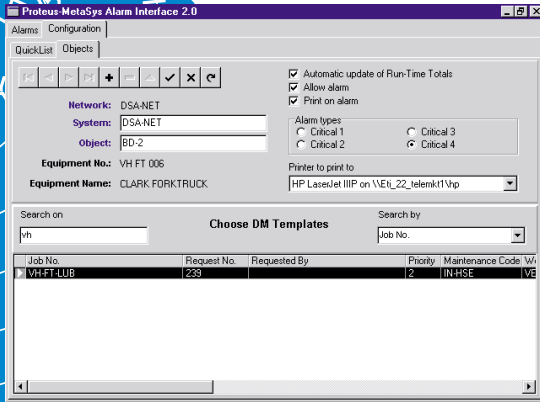 Proteus-MetaSys Alarm Interface 2.0
Alarms Configuration
QuickList Objects
Automatic update of Run-Time Totals
Allow alarm
Print on alarm
Network: DSA-NET
System: DSA-NET
Object: BD-2
Equipment No.: VH FT 006
Equipment Name: CLARK FORKTRUCK
Alarm types
Critical 1 Critical 3
Critical 2 Critical 4
Printer to print to
HP LaserJet IIIP on \\Eti_22_telemkt1\hp
Search on Choose DM Templates Search by
vh Job No.
Job No. Request No. Requested By Priority Maintenance Code
VH-FT-LUB 239 2 IN-HSE